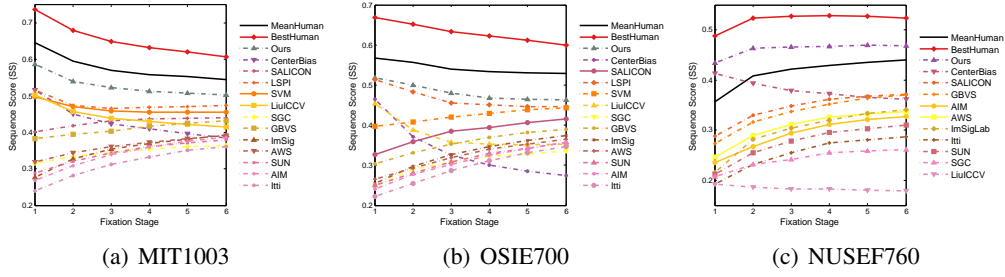 Sequence Score (SS)
0.7
0.6
0.5
0.4
0.3
0.2
1 2 3 4 5 6
Fixation Stage
MeanHuman
BestHuman
Ours
CenterBias
SALICON
LSPI
SVM
LiuICCV
SGC
GBVS
ImSig
AWS
SUN
AIM
Itti
(a) MIT1003
Sequence Score (SS)
0.7
0.6
0.5
0.4
0.3
0.2
1 2 3 4 5 6
Fixation Stage
MeanHuman
BestHuman
Ours
CenterBias
SALICON
LSPI
SVM
LiuICCV
SGC
GBVS
ImSig
AWS
SUN
AIM
Itti
(b) OSIE700
Sequence Score (SS)
0.5
0.4
0.3
0.2
1 2 3 4 5 6
Fixation Stage
MeanHuman
BestHuman
Ours
CenterBias
SALICON
GBVS
AIM
AWS
ImSigLab
Itti
SUN
SGC
LiuICCV
(c) NUSEF760